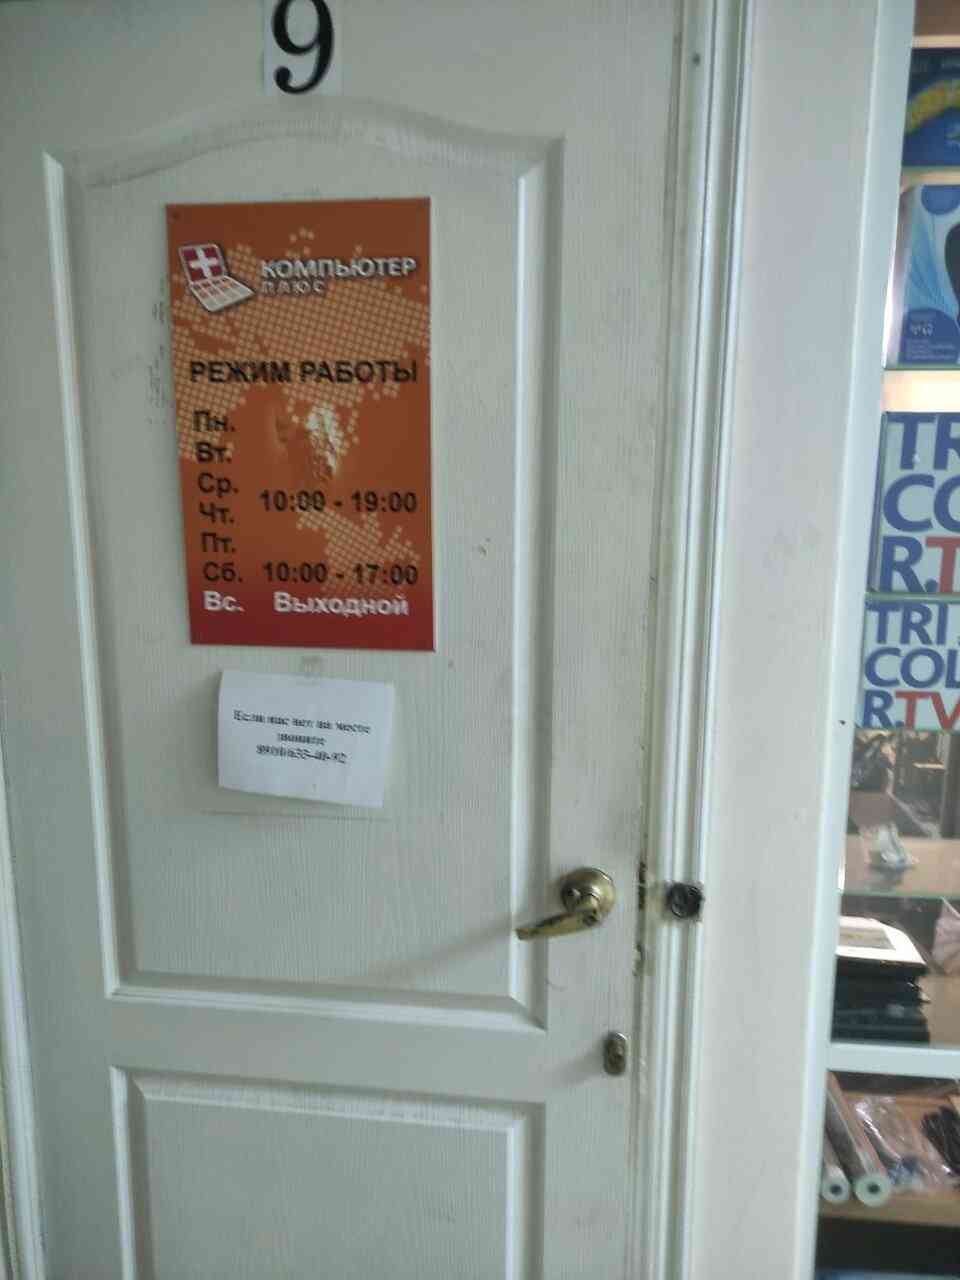 9
КОМПЬЮТЕР
ПЛЮС
РЕЖИМ РАБОТЫ
Пн.
Вт.
Ср.
Чт. 10:00 - 19:00
Пт.
Сб. 10:00 - 17:00
Вс. Выходной
Если нас нет на месте
звоните
TRI
CO
R.T
TRI
COL
R.TV